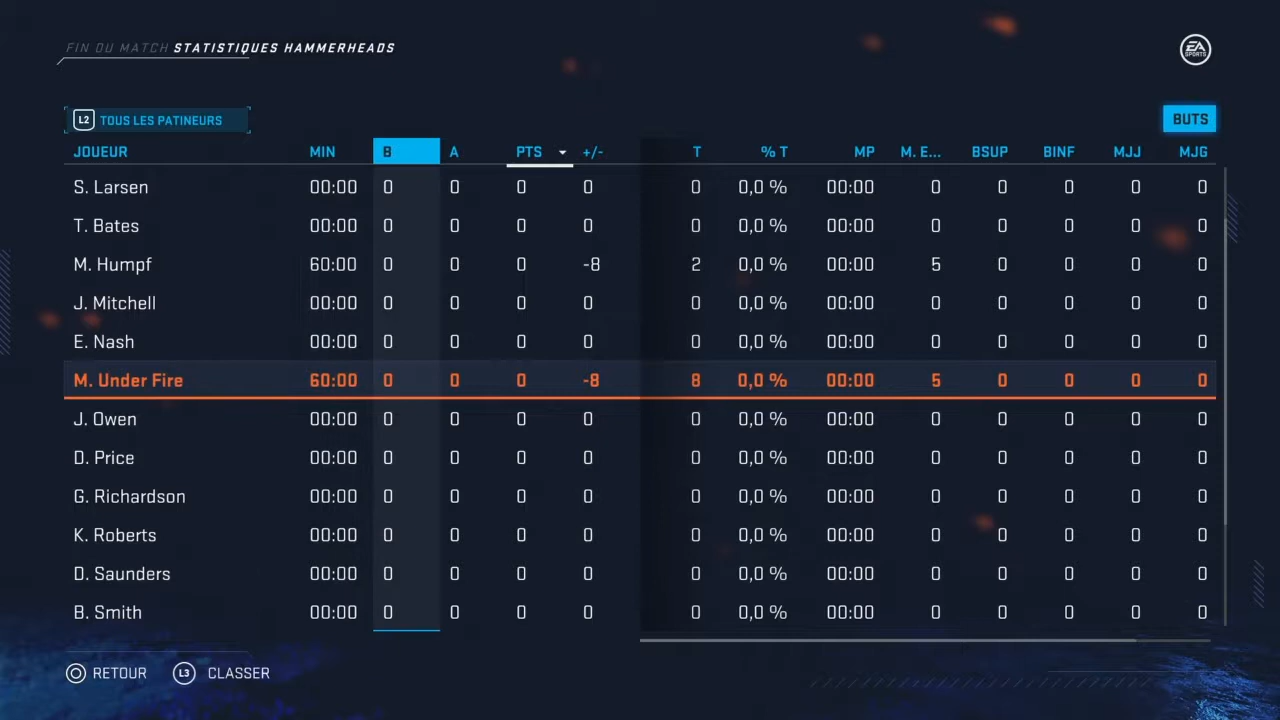 FIN DU MATCH STATISTIQUES HAMMERHEADS
EA SPORTS
L2 TOUS LES PATINEURS
BUTS
JOUEUR MIN B A PTS +/- T % T MP M. E... BSUP BINF MJJ MJG
S. Larsen 00:00 0 0 0 0 0 0,0 % 00:00 0 0 0 0 0
T. Bates 00:00 0 0 0 0 0 0,0 % 00:00 0 0 0 0 0
M. Humpf 60:00 0 0 0 -8 2 0,0 % 00:00 5 0 0 0 0
J. Mitchell 00:00 0 0 0 0 0 0,0 % 00:00 0 0 0 0 0
E. Nash 00:00 0 0 0 0 0 0,0 % 00:00 0 0 0 0 0
M. Under Fire 60:00 0 0 0 -8 8 0,0 % 00:00 5 0 0 0 0
J. Owen 00:00 0 0 0 0 0 0,0 % 00:00 0 0 0 0 0
D. Price 00:00 0 0 0 0 0 0,0 % 00:00 0 0 0 0 0
G. Richardson 00:00 0 0 0 0 0 0,0 % 00:00 0 0 0 0 0
K. Roberts 00:00 0 0 0 0 0 0,0 % 00:00 0 0 0 0 0
D. Saunders 00:00 0 0 0 0 0 0,0 % 00:00 0 0 0 0 0
B. Smith 00:00 0 0 0 0 0 0,0 % 00:00 0 0 0 0 0
RETOUR L3 CLASSER